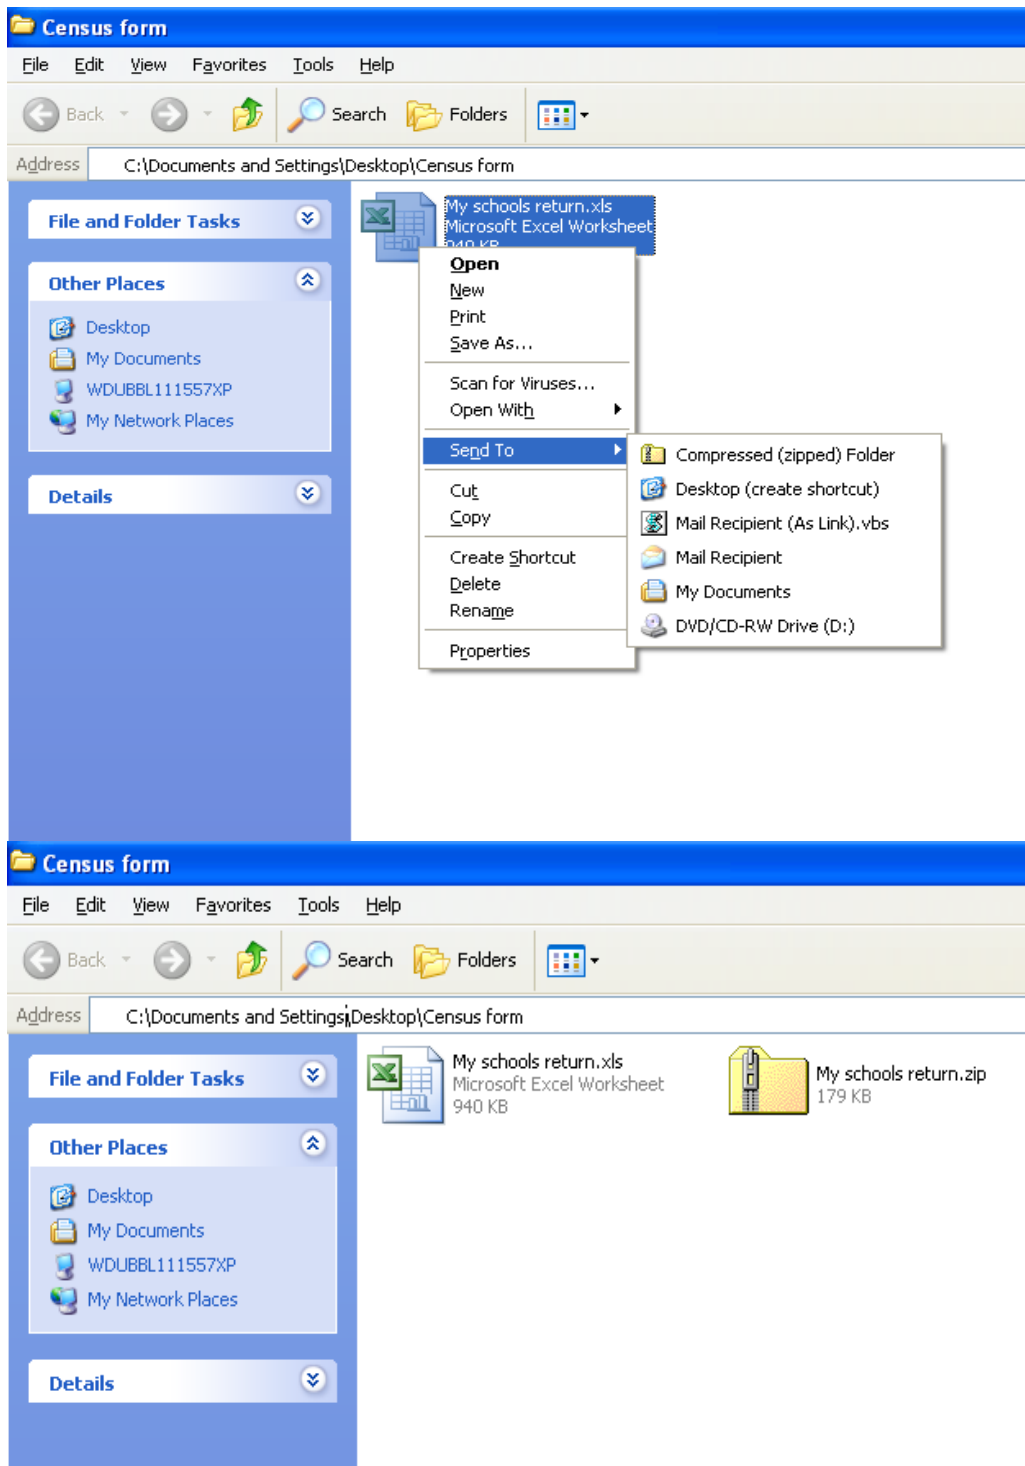 Census form
File Edit View Favorites Tools Help
Back Search Folders
Address C:\Documents and Settings\Desktop\Census form
File and Folder Tasks
Other Places
Desktop
My Documents
WDUBBL111557XP
My Network Places
Details
My schools return.xls
Microsoft Excel Worksheet
940 KB
Open
New
Print
Save As...
Scan for Viruses...
Open With
Send To
Cut
Copy
Create Shortcut
Delete
Rename
Properties
Compressed (zipped) Folder
Desktop (create shortcut)
Mail Recipient (As Link).vbs
Mail Recipient
My Documents
DVD/CD-RW Drive (D:)
Census form
File Edit View Favorites Tools Help
Back Search Folders
Address C:\Documents and Settings\Desktop\Census form
File and Folder Tasks
Other Places
Desktop
My Documents
WDUBBL111557XP
My Network Places
Details
My schools return.xls
Microsoft Excel Worksheet
940 KB
My schools return.zip
179 KB